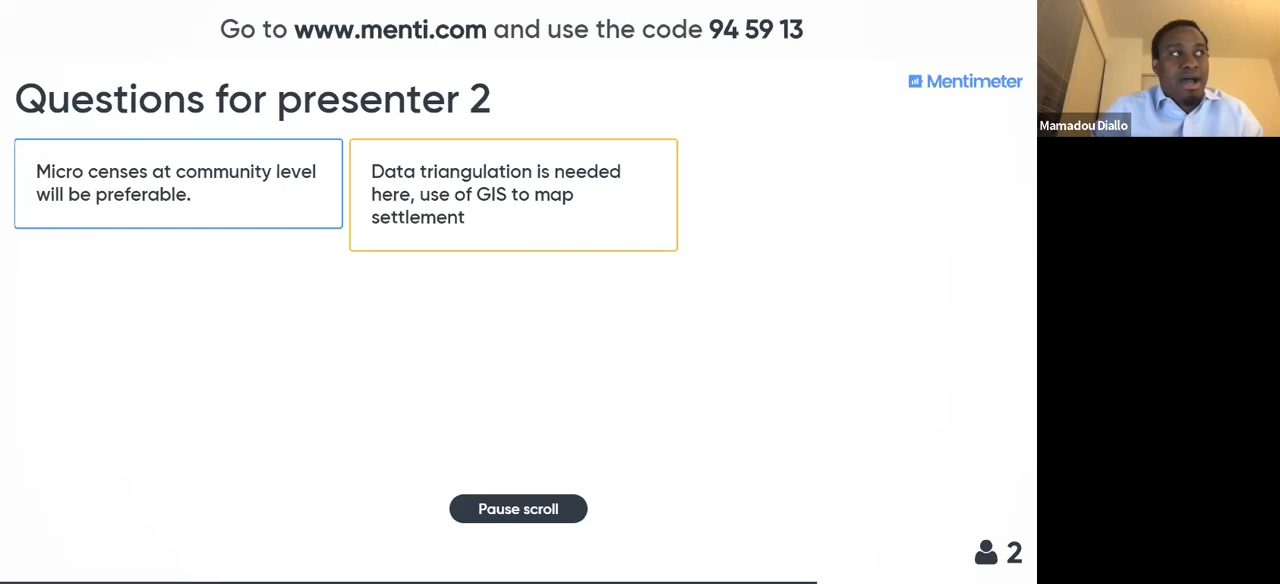 Go to www.menti.com and use the code 94 59 13
Mentimeter
Questions for presenter 2
Micro censes at community level
will be preferable.
Data triangulation is needed
here, use of GIS to map
settlement
Pause scroll
2
Mamadou Diallo